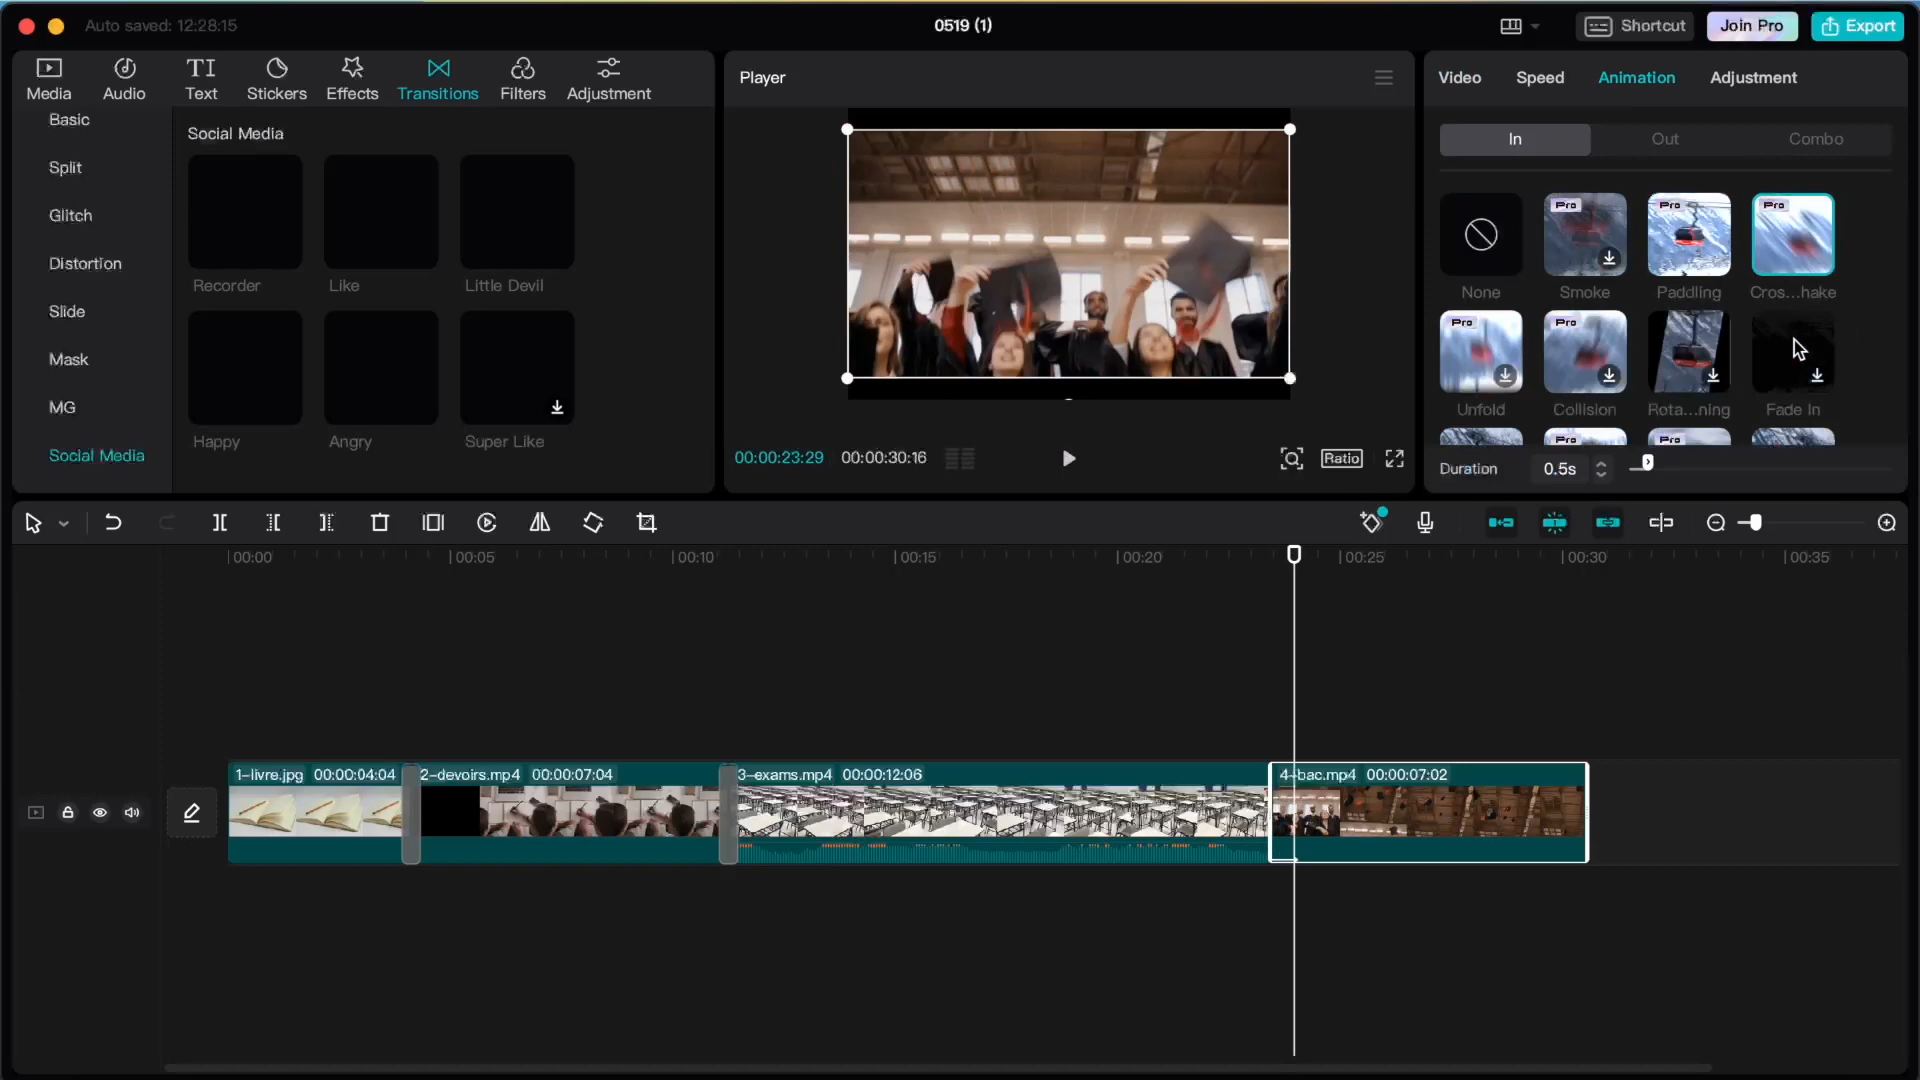 Auto saved: 12:28:15
0519 (1)
Shortcut
Join Pro
Export
Media
Audio
TI
Text
Stickers
Effects
Transitions
Filters
Adjustment
Basic
Split
Glitch
Distortion
Slide
Mask
MG
Social Media
Social Media
Recorder
Like
Little Devil
Happy
Angry
Super Like
Player
00:00:23:29
00:00:30:16
Ratio
Video
Speed
Animation
Adjustment
In
Out
Combo
None
Pro
Smoke
Pro
Paddling
Pro
Cros...hake
Pro
Unfold
Pro
Collision
Rota...ning
Fade In
Pro
Pro
Duration
0.5s
00:00
00:05
00:10
00:15
00:20
00:25
00:30
00:35
1-livre.jpg 00:00:04:04
2-devoirs.mp4 00:00:07:04
3-exams.mp4 00:00:12:06
4-bac.mp4 00:00:07:02